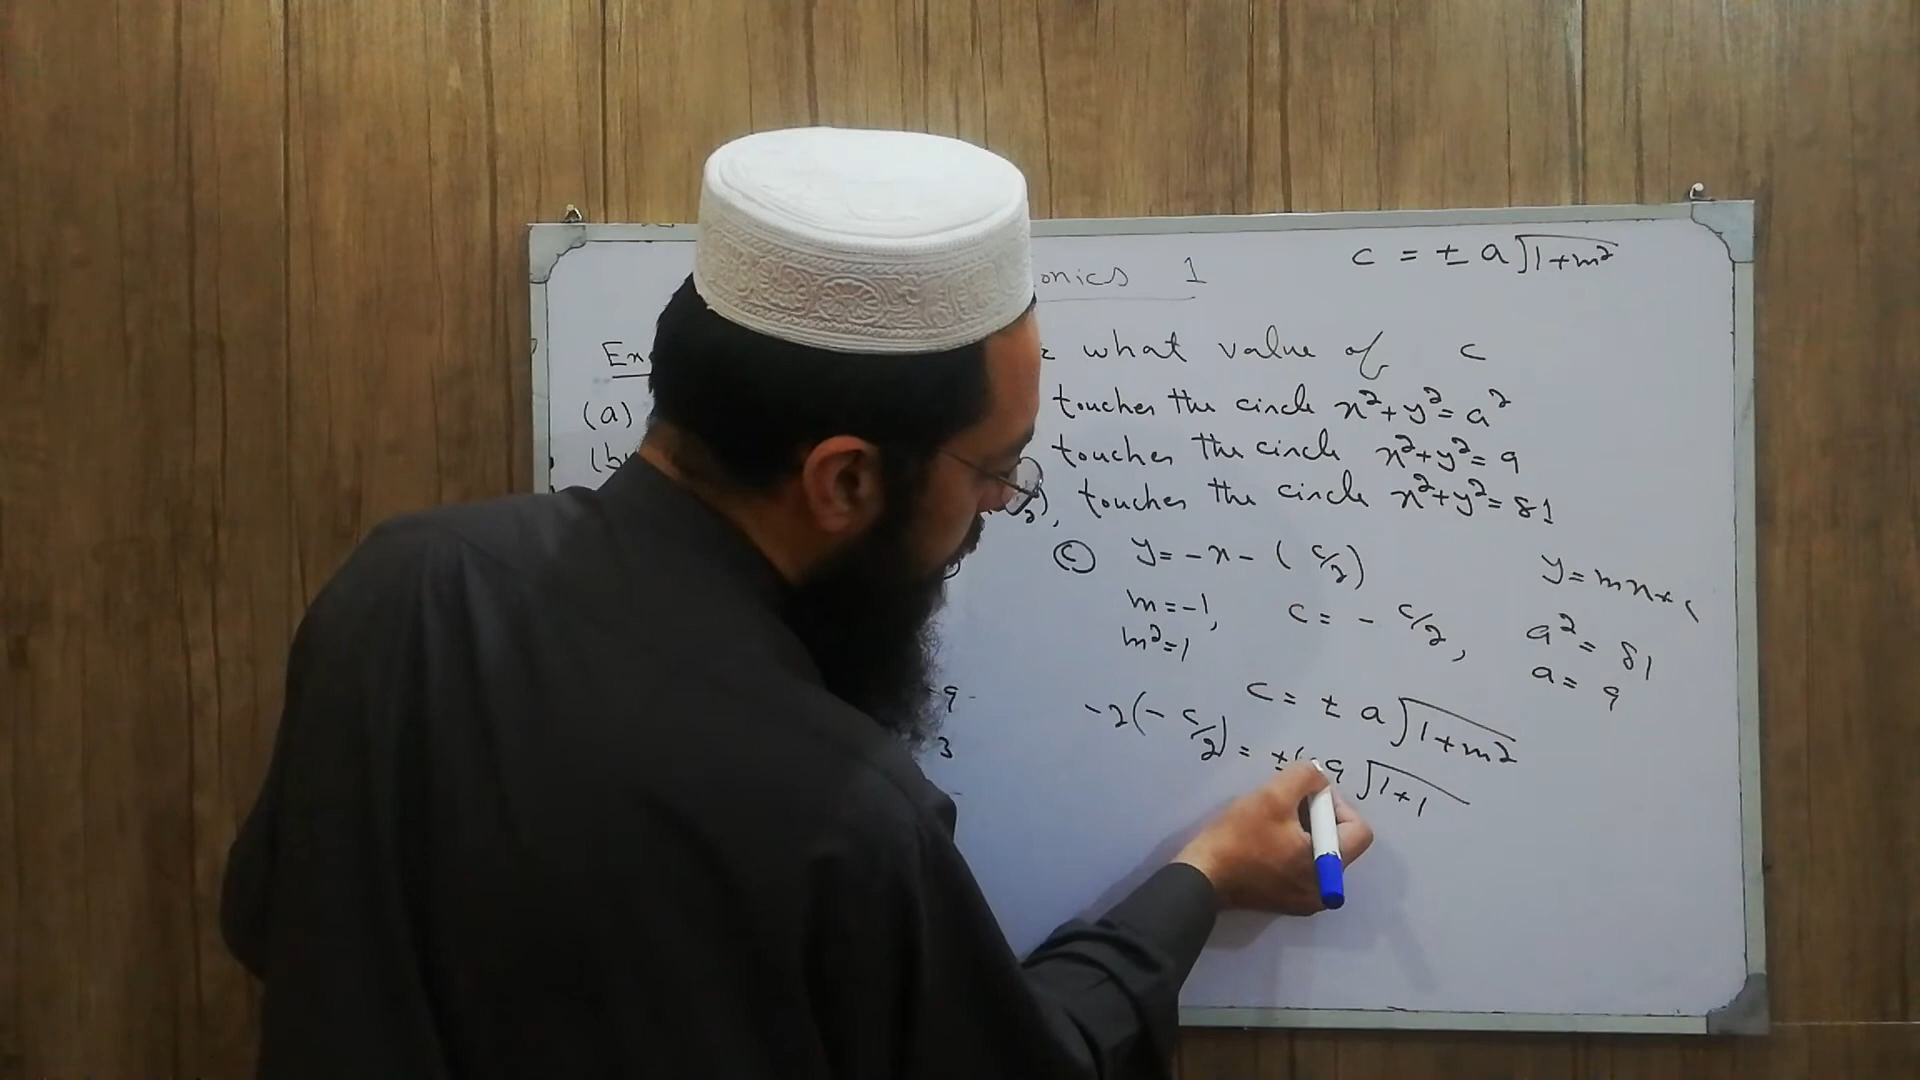 onics 1
c = ± a √1+m²
what value of c
(a) touches the circle x²+y²= a²
touches the circle x²+y²= 9
, touches the circle x²+y²= 81
(c) y= -x - (c/2)
y= mx+c
m = -1, c = - c/2,
m²=1
a² = 81
a = 9
c = ± a √1+m²
-2(- c/2) = ±( 9 √1+1
9
3